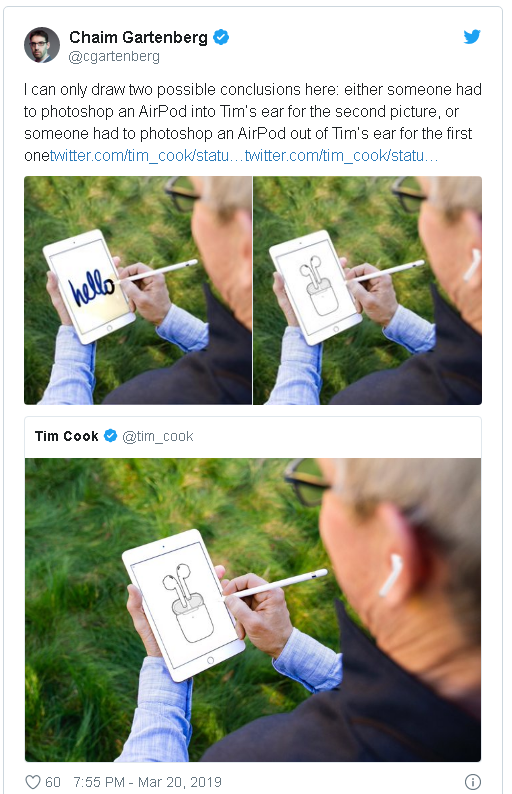 Chaim Gartenberg
@cgartenberg
I can only draw two possible conclusions here: either someone had
to photoshop an AirPod into Tim's ear for the second picture, or
someone had to photoshop an AirPod out of Tim's ear for the first
onetwitter.com/tim_cook/statu…twitter.com/tim_cook/statu…
hello
Tim Cook @tim_cook
60 7:55 PM - Mar 20, 2019